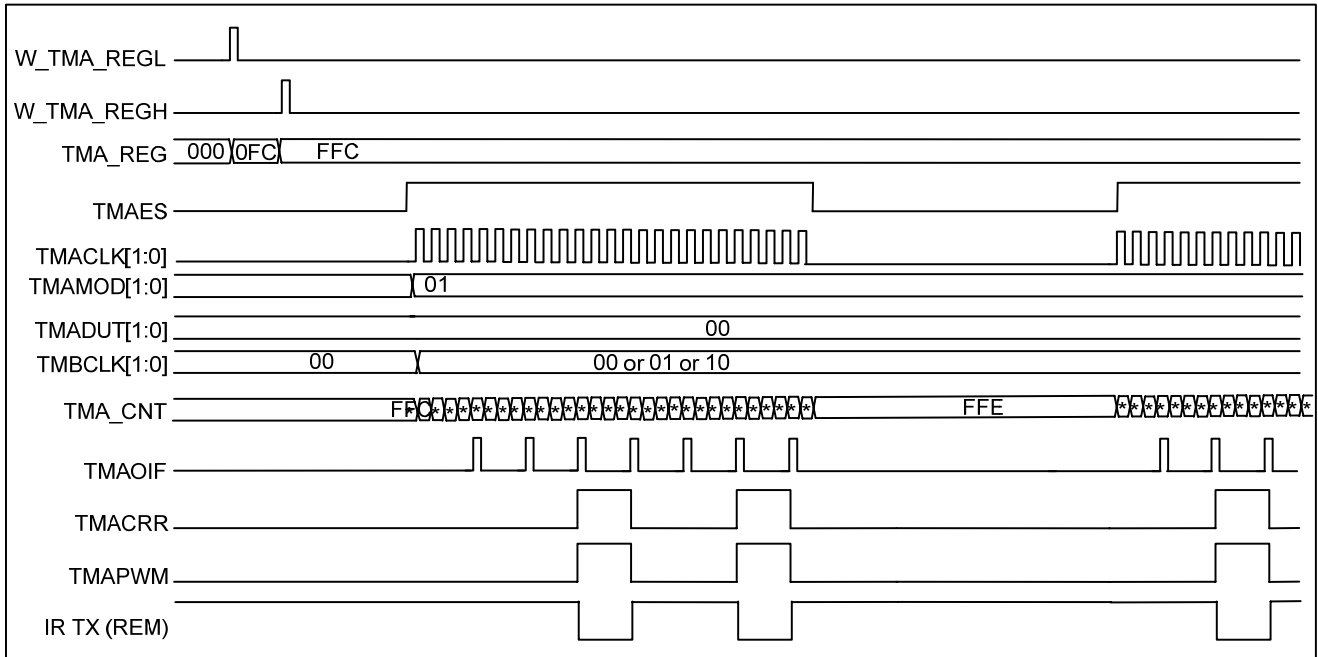 W_TMA_REGL
W_TMA_REGH
TMA_REG 000 0FC FFC
TMAES
TMACLK[1:0]
TMAMOD[1:0] 01
TMADUT[1:0] 00
TMBCLK[1:0] 00 00 or 01 or 10
TMA_CNT FFC * * * * * * * * * * * * * * * * * * * * * * * * * * * * * * * FFE * * * * * * * * * * * * * * *
TMAOIF
TMACRR
TMAPWM
IR TX (REM)